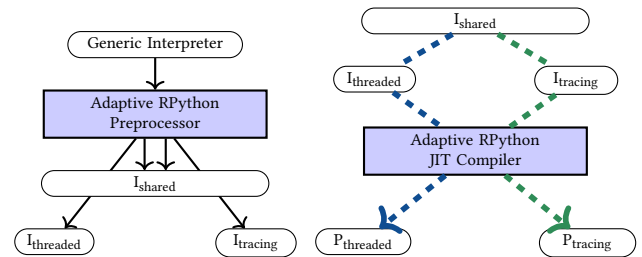 Generic Interpreter
Adaptive RPython
Preprocessor
I_shared
I_threaded
I_tracing
I_shared
I_threaded
I_tracing
Adaptive RPython
JIT Compiler
P_threaded
P_tracing